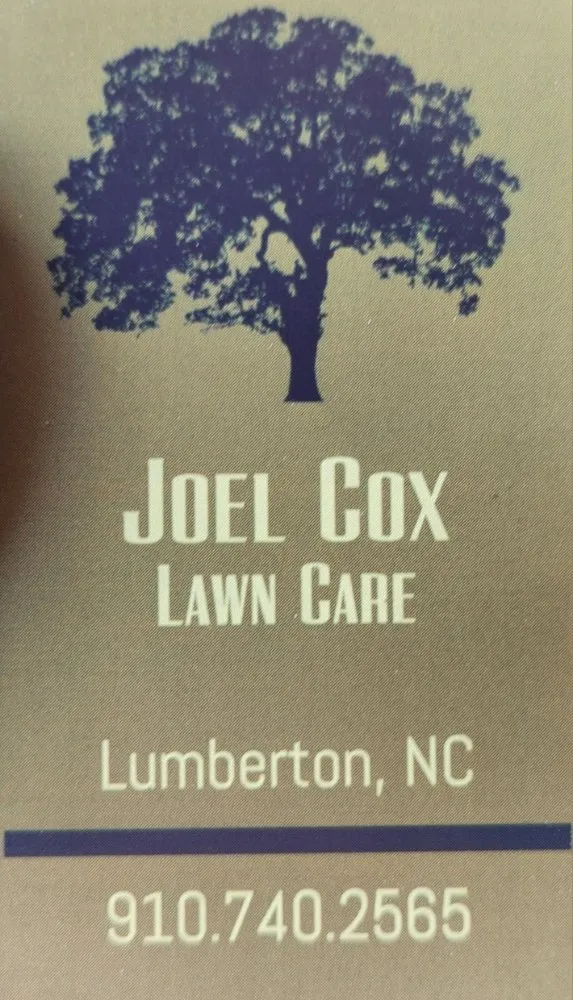 JOEL COX
LAWN CARE
Lumberton, NC
910.740.2565